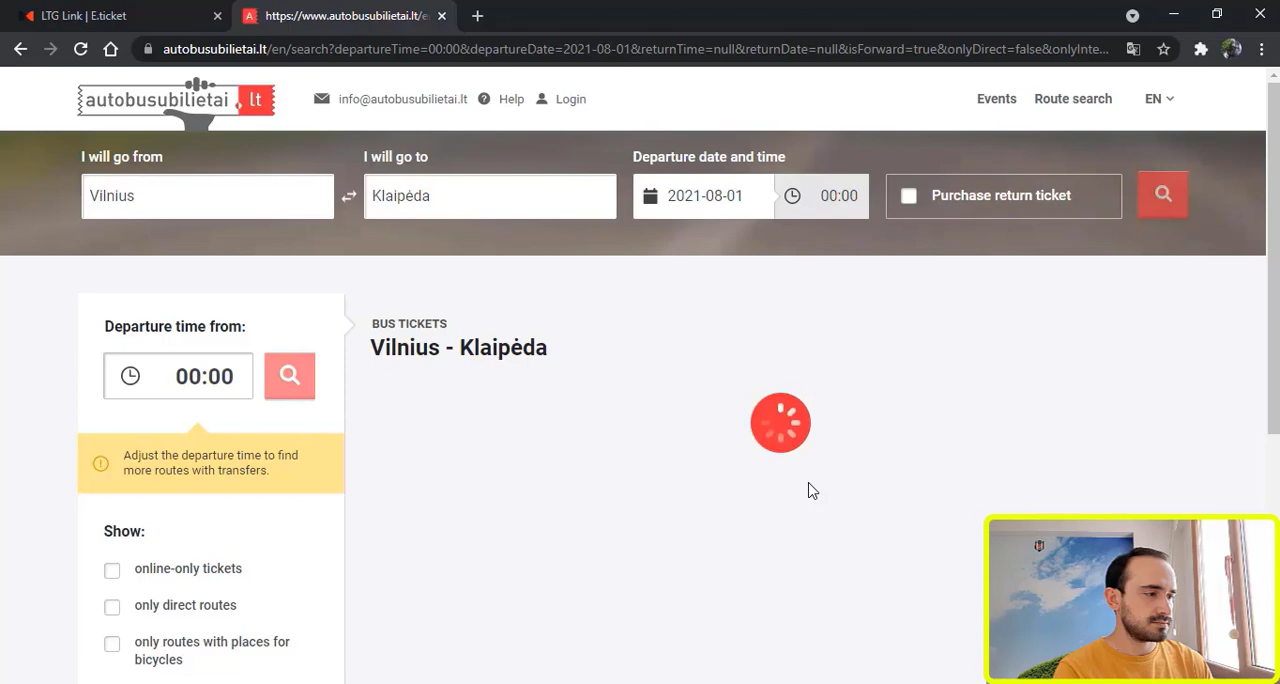 LTG Link | E.ticket
https://www.autobusubilietai.lt/e
autobusubilietai.lt/en/search?departureTime=00:00&departureDate=2021-08-01&returnTime=null&returnDate=null&isForward=true&onlyDirect=false&onlyInte...
autobusubilietai.lt
info@autobusubilietai.lt
Help
Login
Events
Route search
EN
I will go from
I will go to
Departure date and time
Vilnius
Klaipėda
2021-08-01
00:00
Purchase return ticket
Departure time from:
00:00
Adjust the departure time to find
more routes with transfers.
Show:
online-only tickets
only direct routes
only routes with places for
bicycles
BUS TICKETS
Vilnius - Klaipėda